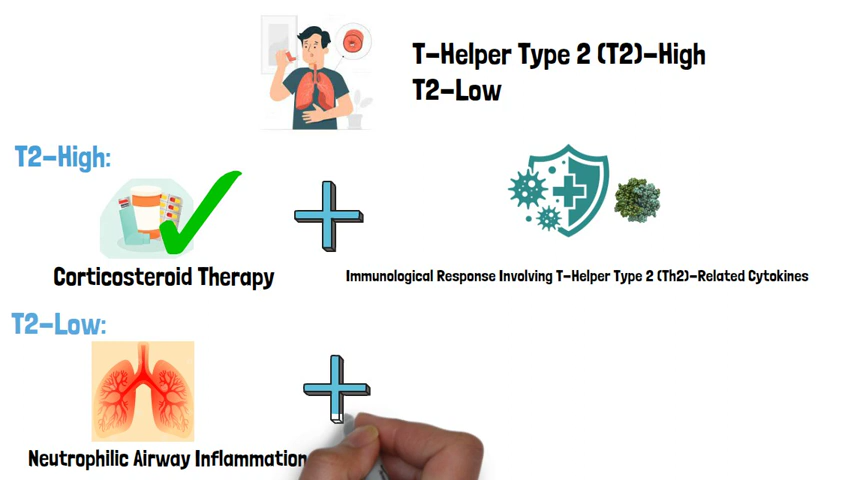 T-Helper Type 2 (T2)-High
T2-Low
T2-High:
Corticosteroid Therapy
Immunological Response Involving T-Helper Type 2 (Th2)-Related Cytokines
T2-Low:
Neutrophilic Airway Inflammation